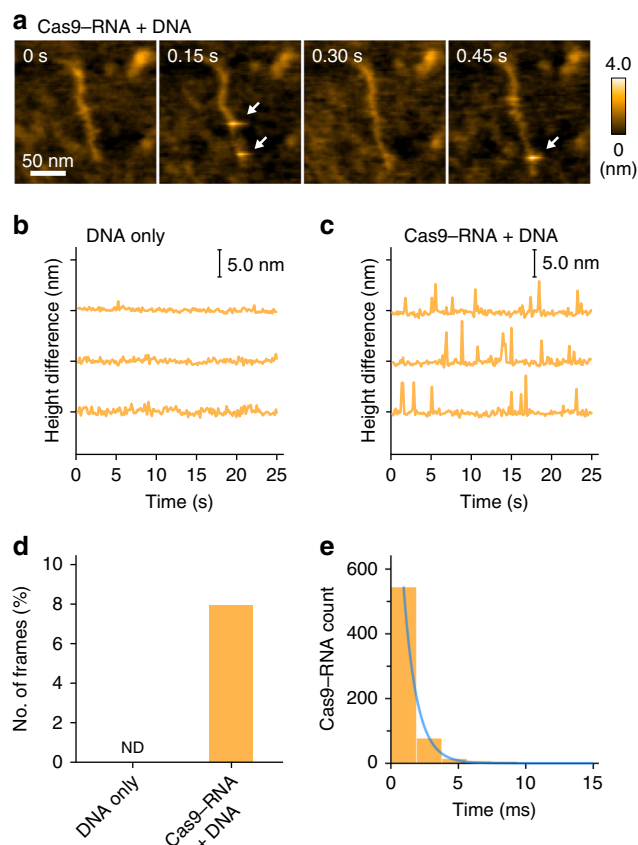 a
Cas9–RNA + DNA
0 s
0.15 s
0.30 s
0.45 s
50 nm
4.0
0
(nm)
b
DNA only
5.0 nm
Height difference (nm)
0 5 10 15 20 25
Time (s)
c
Cas9–RNA + DNA
5.0 nm
Height difference (nm)
0 5 10 15 20 25
Time (s)
d
No. of frames (%)
10
8
6
4
2
0
ND
DNA only
Cas9–RNA
+ DNA
e
Cas9–RNA count
600
400
200
0
0 5 10 15
Time (ms)